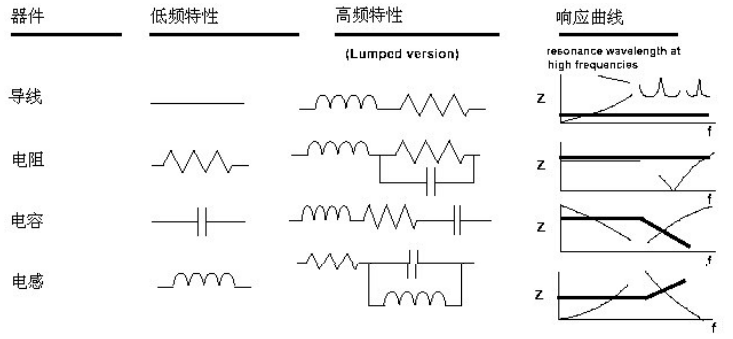 器件 低频特性 高频特性 响应曲线
(Lumped version)
resonance wavelength at
high frequencies
导线
Z
f
电阻
Z
f
电容
Z
.f
电感
Z
f